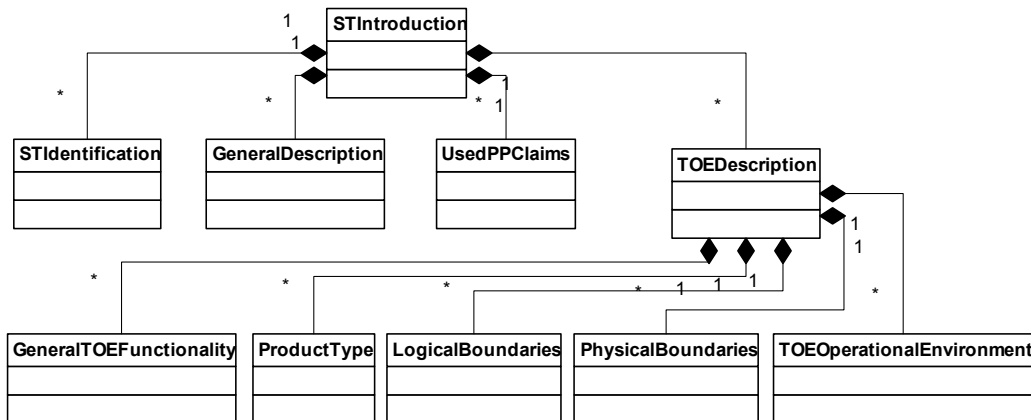 1
STIntroduction
1
*
*
*
1
1
*
STIdentification
GeneralDescription
UsedPPClaims
TOEDescription
1
1
*
*
*
*
1
1
1
*
GeneralTOEFunctionality
ProductType
LogicalBoundaries
PhysicalBoundaries
TOEOperationalEnvironment